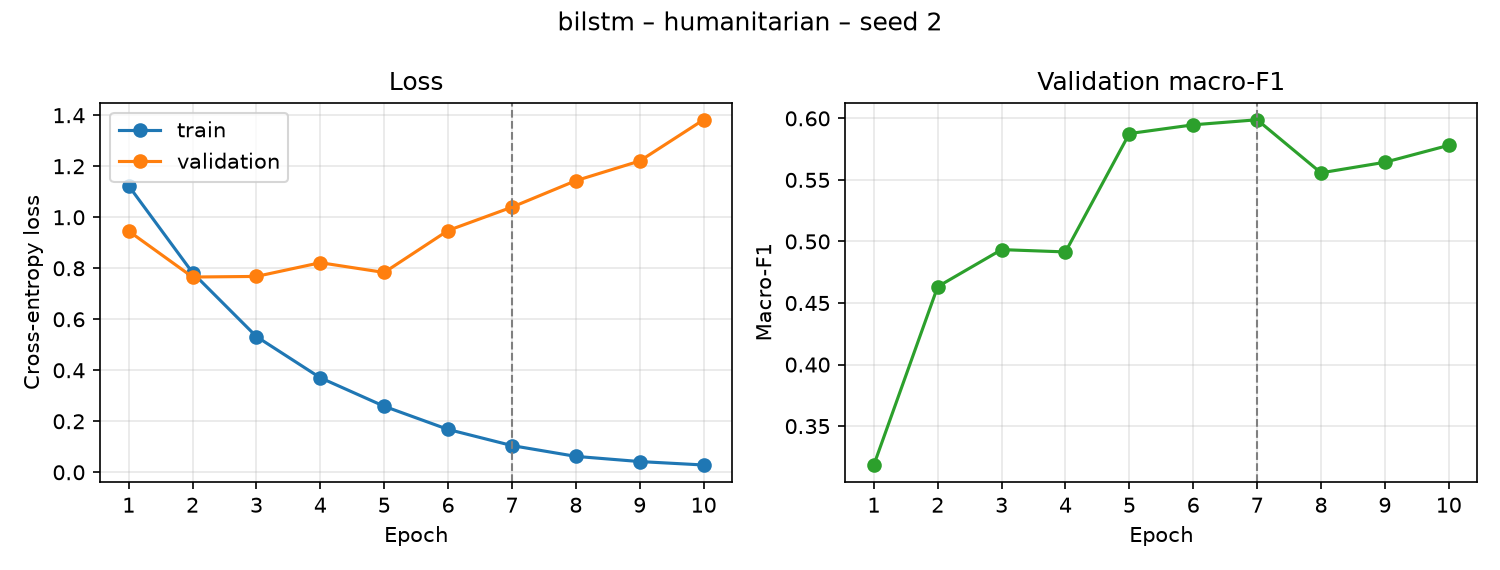 bilstm – humanitarian – seed 2
Loss
1.4
1.2
1.0
0.8
0.6
0.4
0.2
0.0
Cross-entropy loss
train
validation
1 2 3 4 5 6 7 8 9 10
Epoch
Validation macro-F1
0.60
0.55
0.50
0.45
0.40
0.35
Macro-F1
1 2 3 4 5 6 7 8 9 10
Epoch